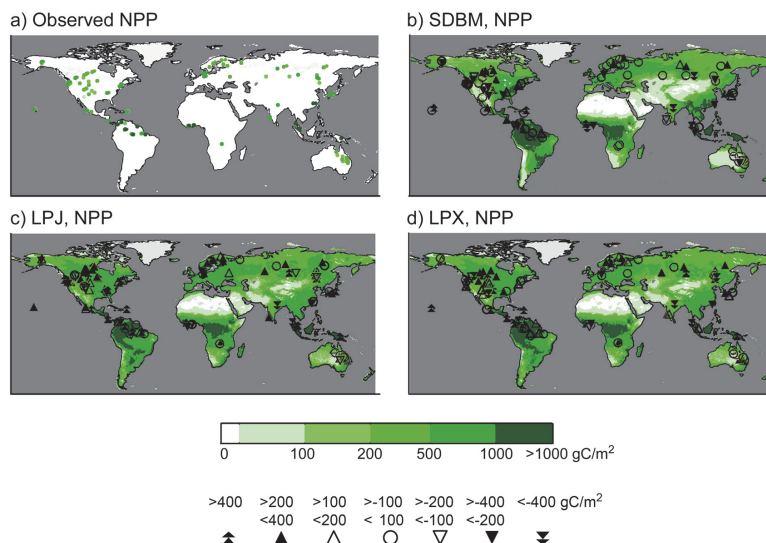 a) Observed NPP
b) SDBM, NPP
c) LPJ, NPP
d) LPX, NPP
0 100 200 500 1000 >1000 gC/m²
>400 >200 >100 >-100 >-200 >-400 <-400 gC/m²
<400 <200 < 100 <-100 <-200